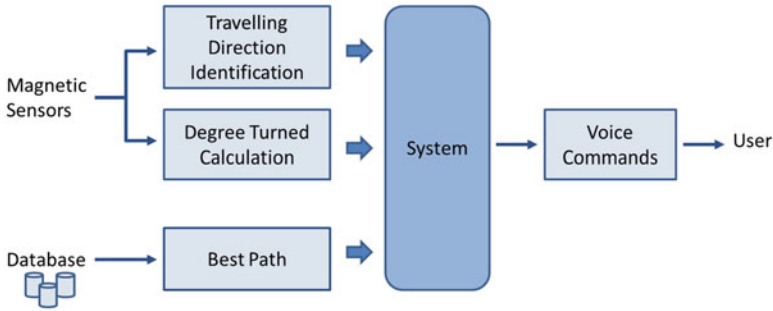 Travelling
Direction
Identification
Magnetic
Sensors
Degree Turned
Calculation
System
Voice
Commands
User
Database
Best Path